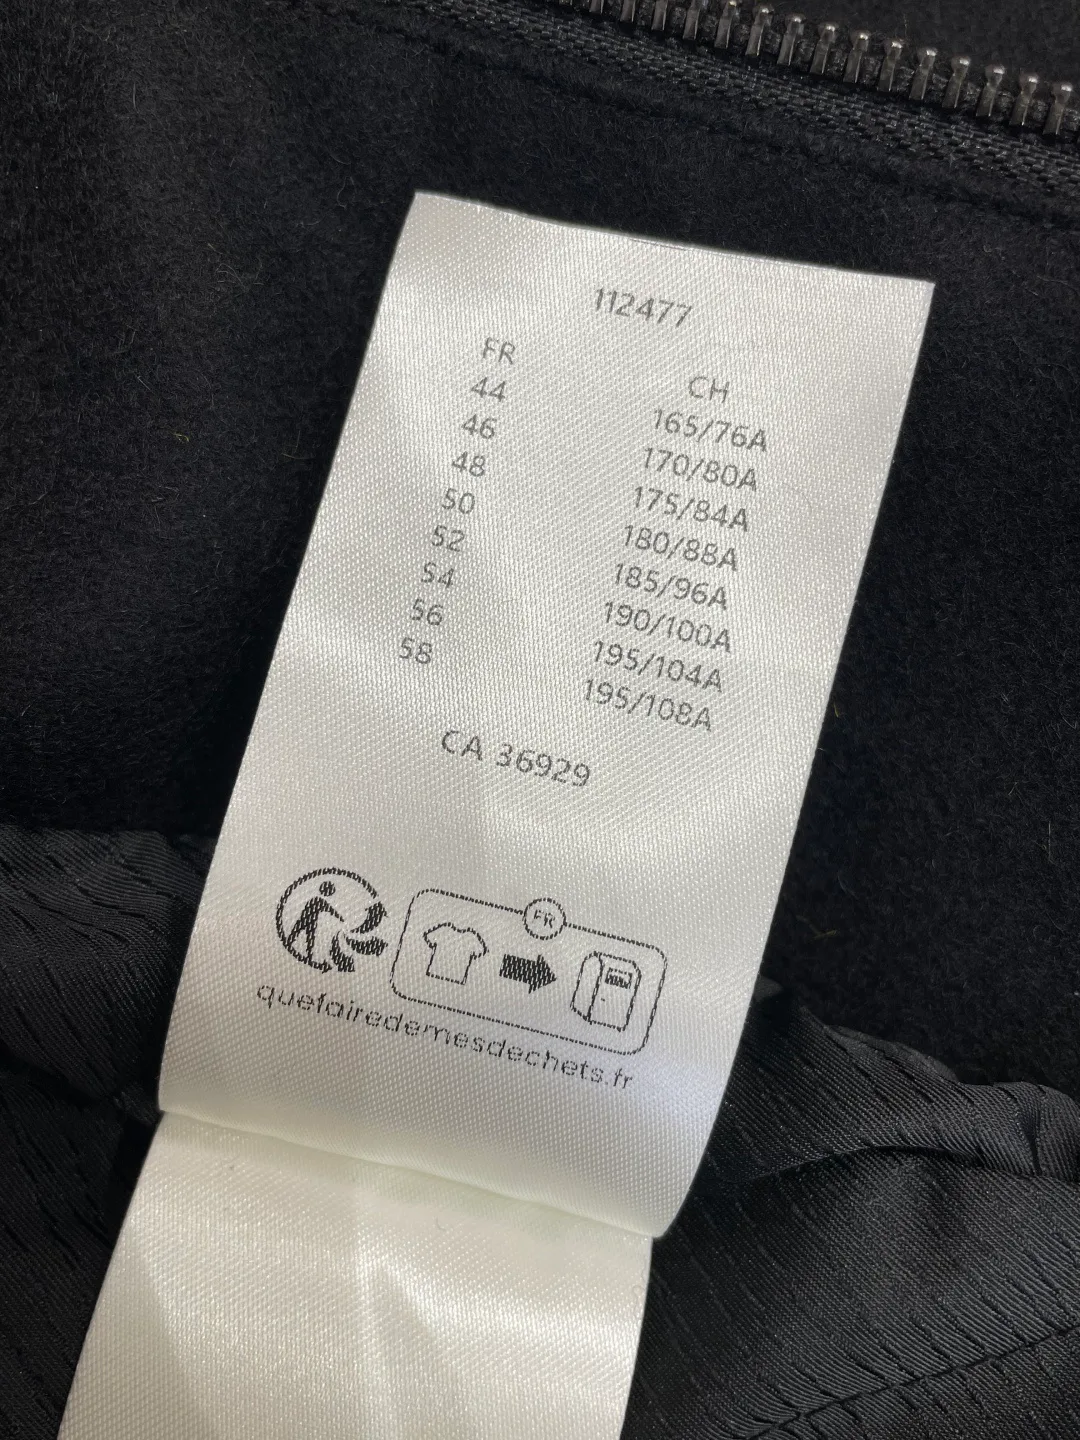 112477
FR CH
44 165/76A
46 170/80A
48 175/84A
50 180/88A
52 185/96A
54 190/100A
56 195/104A
58 195/108A
CA 36929
FR
quefairedemesdechets.fr